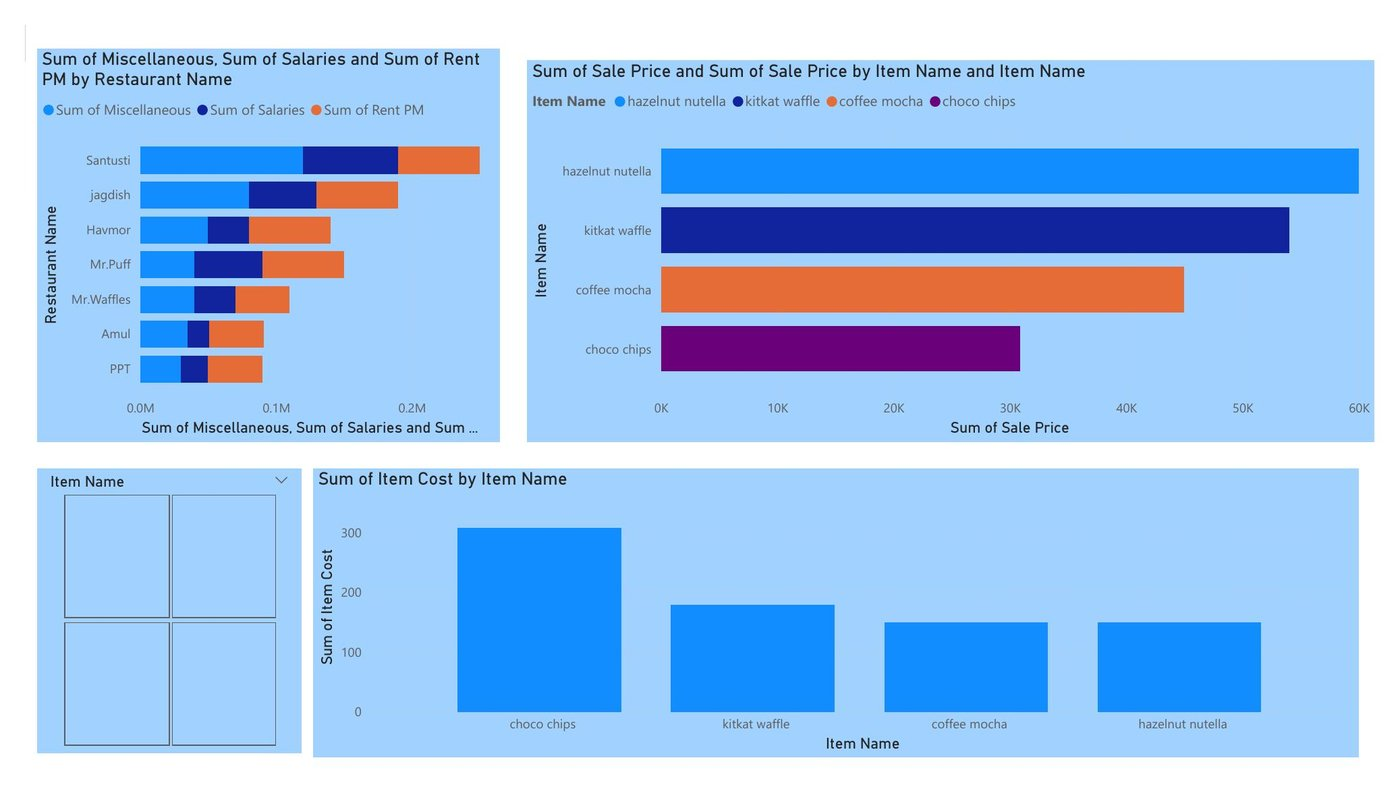 Sum of Miscellaneous, Sum of Salaries and Sum of Rent
PM by Restaurant Name
Sum of Miscellaneous Sum of Salaries Sum of Rent PM
Restaurant Name
Santusti
jagdish
Havmor
Mr.Puff
Mr.Waffles
Amul
PPT
0.0M 0.1M 0.2M
Sum of Miscellaneous, Sum of Salaries and Sum ...
Sum of Sale Price and Sum of Sale Price by Item Name and Item Name
Item Name hazelnut nutella kitkat waffle coffee mocha choco chips
Item Name
hazelnut nutella
kitkat waffle
coffee mocha
choco chips
0K 10K 20K 30K 40K 50K 60K
Sum of Sale Price
Item Name
Sum of Item Cost by Item Name
Sum of Item Cost
300
200
100
0
choco chips kitkat waffle coffee mocha hazelnut nutella
Item Name